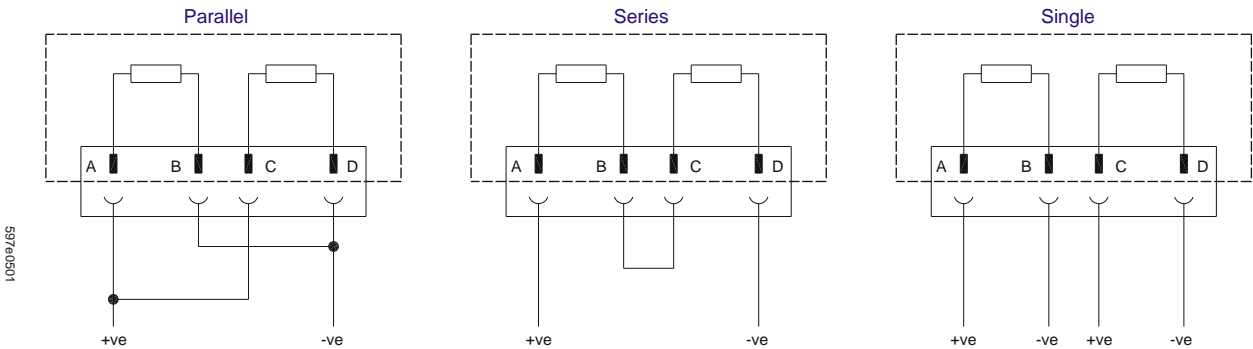 Parallel
A B C D
+ve -ve
Series
A B C D
+ve -ve
Single
A B C D
+ve -ve +ve -ve
597e0501